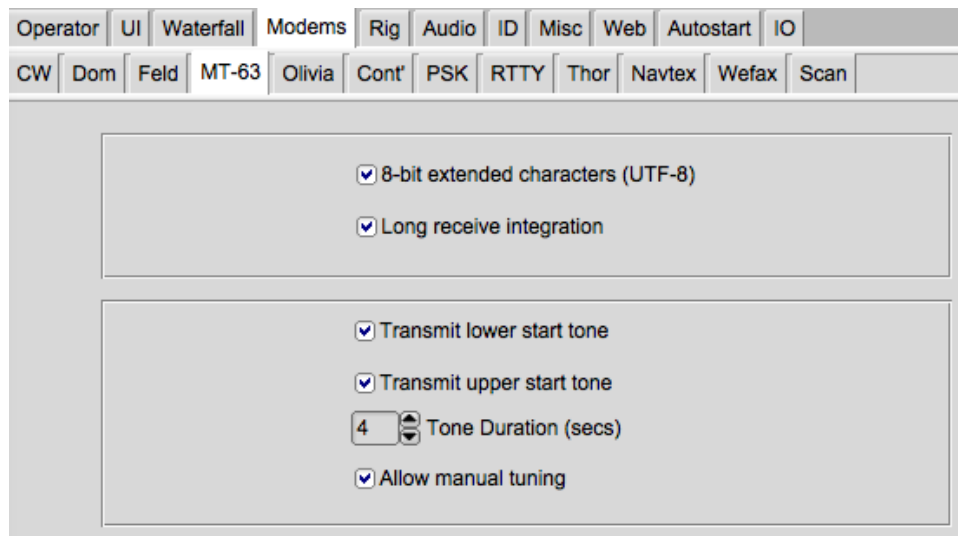 Operator UI Waterfall Modems Rig Audio ID Misc Web Autostart IO
CW Dom Feld MT-63 Olivia Cont' PSK RTTY Thor Navtex Wefax Scan
8-bit extended characters (UTF-8)
Long receive integration
Transmit lower start tone
Transmit upper start tone
4 Tone Duration (secs)
Allow manual tuning